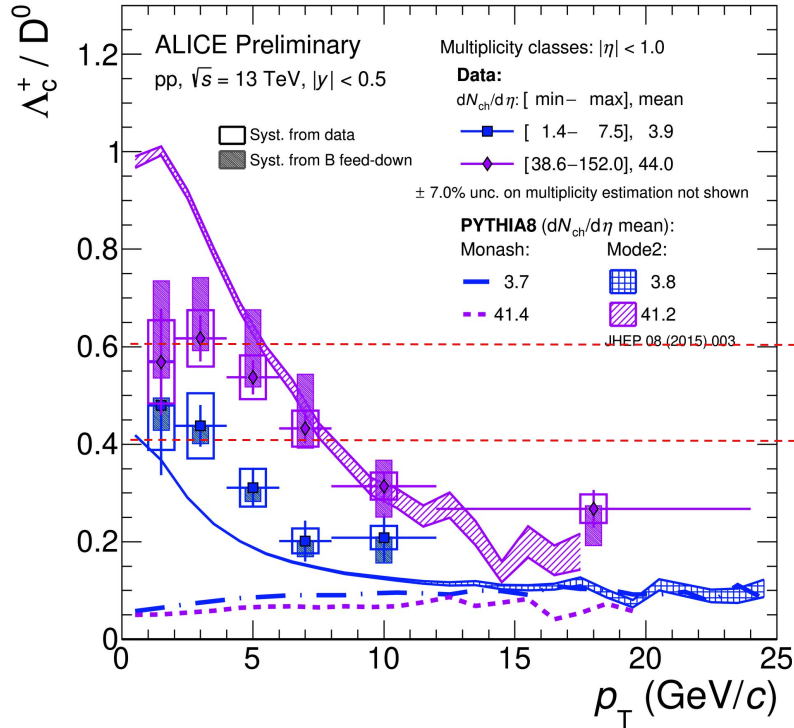 Λc+ / D0
ALICE Preliminary
pp, √s = 13 TeV, |y| < 0.5
Syst. from data
Syst. from B feed-down
Multiplicity classes: |η| < 1.0
Data:
dNch/dη: [ min− max], mean
[ 1.4− 7.5], 3.9
[38.6−152.0], 44.0
± 7.0% unc. on multiplicity estimation not shown
PYTHIA8 (dNch/dη mean):
Monash: Mode2:
3.7 3.8
41.4 41.2
JHEP 08 (2015) 003
1.2
1
0.8
0.6
0.4
0.2
0
0 5 10 15 20 25
pT (GeV/c)